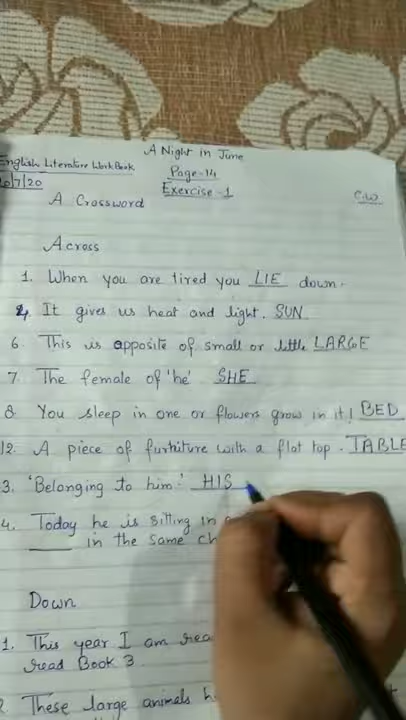 A Night in June
English Literature Work Book
Page-14
20/7/20
Exercise-1
A Crossword
C.W
Across
1. When you are tired you LIE down.
4. It gives us heat and light. SUN
6. This is opposite of small or little LARGE
7. The female of 'he'. SHE
8. You sleep in one or flowers grow in it! BED
12. A piece of furniture with a flat top. TABLE
3. 'Belonging to him.' HIS
4. Today he is sitting in
in the same ch
Down
1. This year I am
read Book 3
2. These large animals